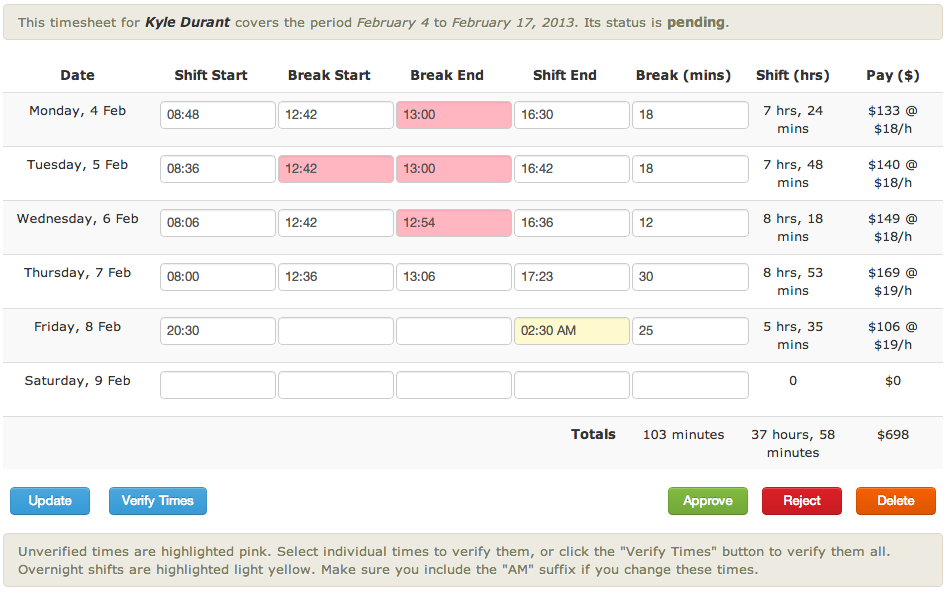 This timesheet for Kyle Durant covers the period February 4 to February 17, 2013. Its status is pending.
Date Shift Start Break Start Break End Shift End Break (mins) Shift (hrs) Pay ($)
Monday, 4 Feb 08:48 12:42 13:00 16:30 18 7 hrs, 24 $133 @
mins $18/h
Tuesday, 5 Feb 08:36 12:42 13:00 16:42 18 7 hrs, 48 $140 @
mins $18/h
Wednesday, 6 Feb 08:06 12:42 12:54 16:36 12 8 hrs, 18 $149 @
mins $18/h
Thursday, 7 Feb 08:00 12:36 13:06 17:23 30 8 hrs, 53 $169 @
mins $19/h
Friday, 8 Feb 20:30 02:30 AM 25 5 hrs, 35 $106 @
mins $19/h
Saturday, 9 Feb 0 $0
Totals 103 minutes 37 hours, 58 $698
minutes
Update Verify Times Approve Reject Delete
Unverified times are highlighted pink. Select individual times to verify them, or click the "Verify Times" button to verify them all.
Overnight shifts are highlighted light yellow. Make sure you include the "AM" suffix if you change these times.